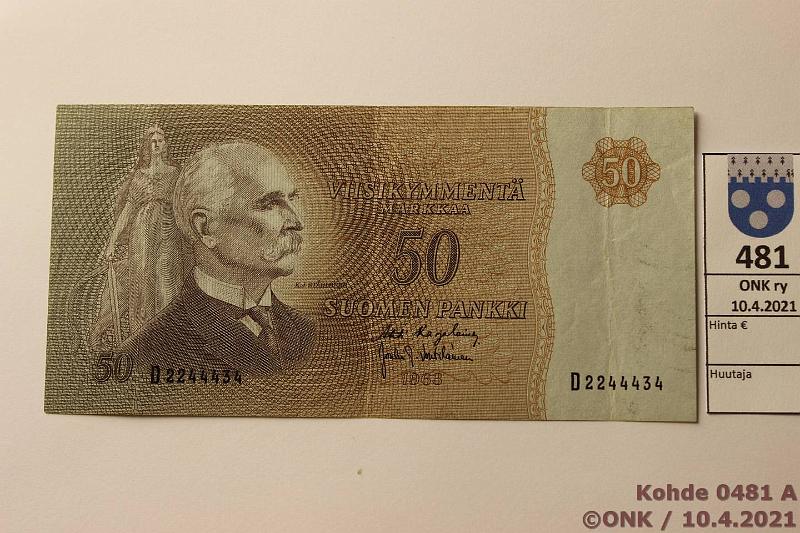 50
VIISIKYMMENTÄ
MARKKAA
50
SUOMEN PANKKI
1963
50
D2244434
D2244434
481
ONK ry
10.4.2021
Hinta €
Huutaja
Kohde 0481 A
©ONK / 10.4.2021